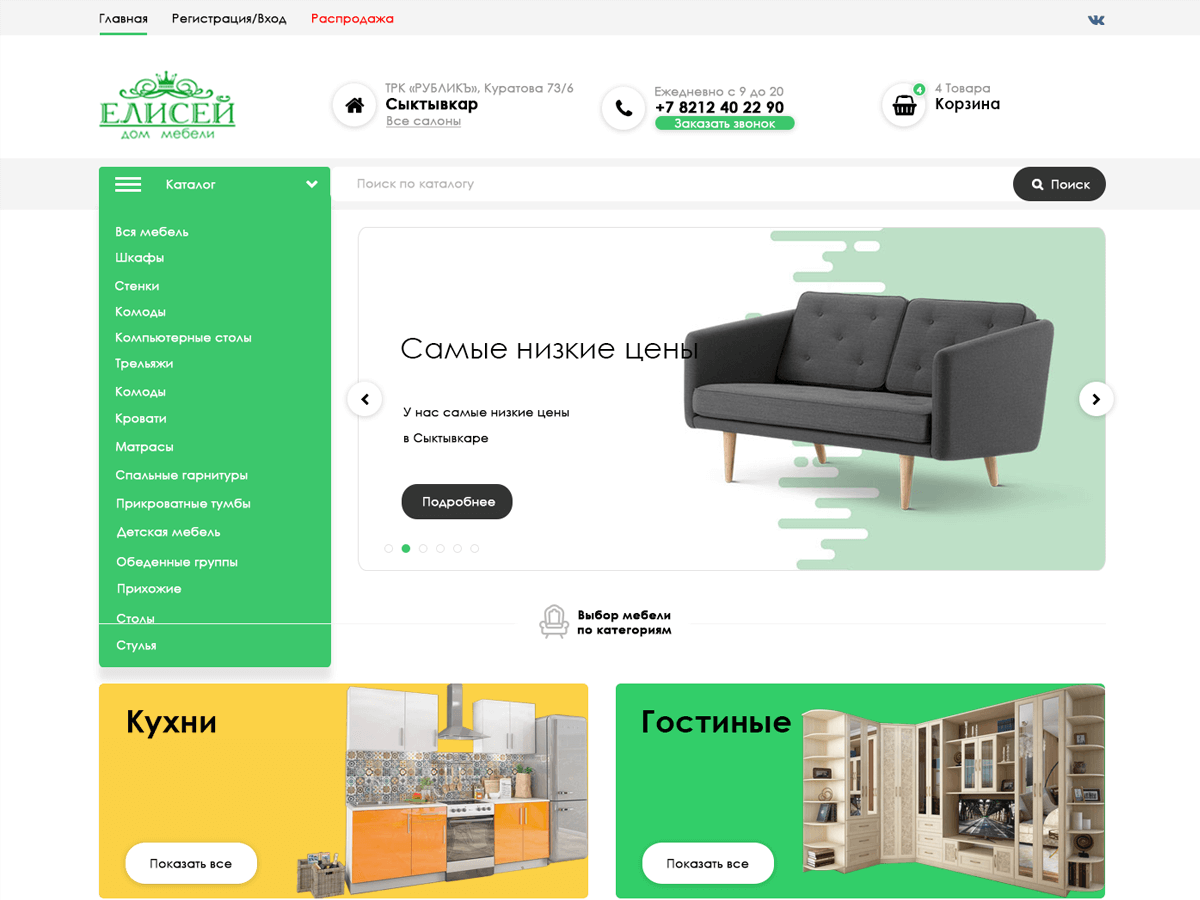 Главная
Регистрация/Вход
Распродажа
ЕЛИСЕЙ
ДОМ МЕБЕЛИ
ТРК «РУБЛИКЪ», Куратова 73/6
Сыктывкар
Все салоны
Ежедневно с 9 до 20
+7 8212 40 22 90
Заказать звонок
4
4 Товара
Корзина
Каталог
Поиск по каталогу
Поиск
Вся мебель
Шкафы
Стенки
Комоды
Компьютерные столы
Трельяжи
Комоды
Кровати
Матрасы
Спальные гарнитуры
Прикроватные тумбы
Детская мебель
Обеденные группы
Прихожие
Столы
Стулья
Самые низкие цены
У нас самые низкие цены
в Сыктывкаре
Подробнее
Выбор мебели
по категориям
Кухни
Показать все
Гостиные
Показать все